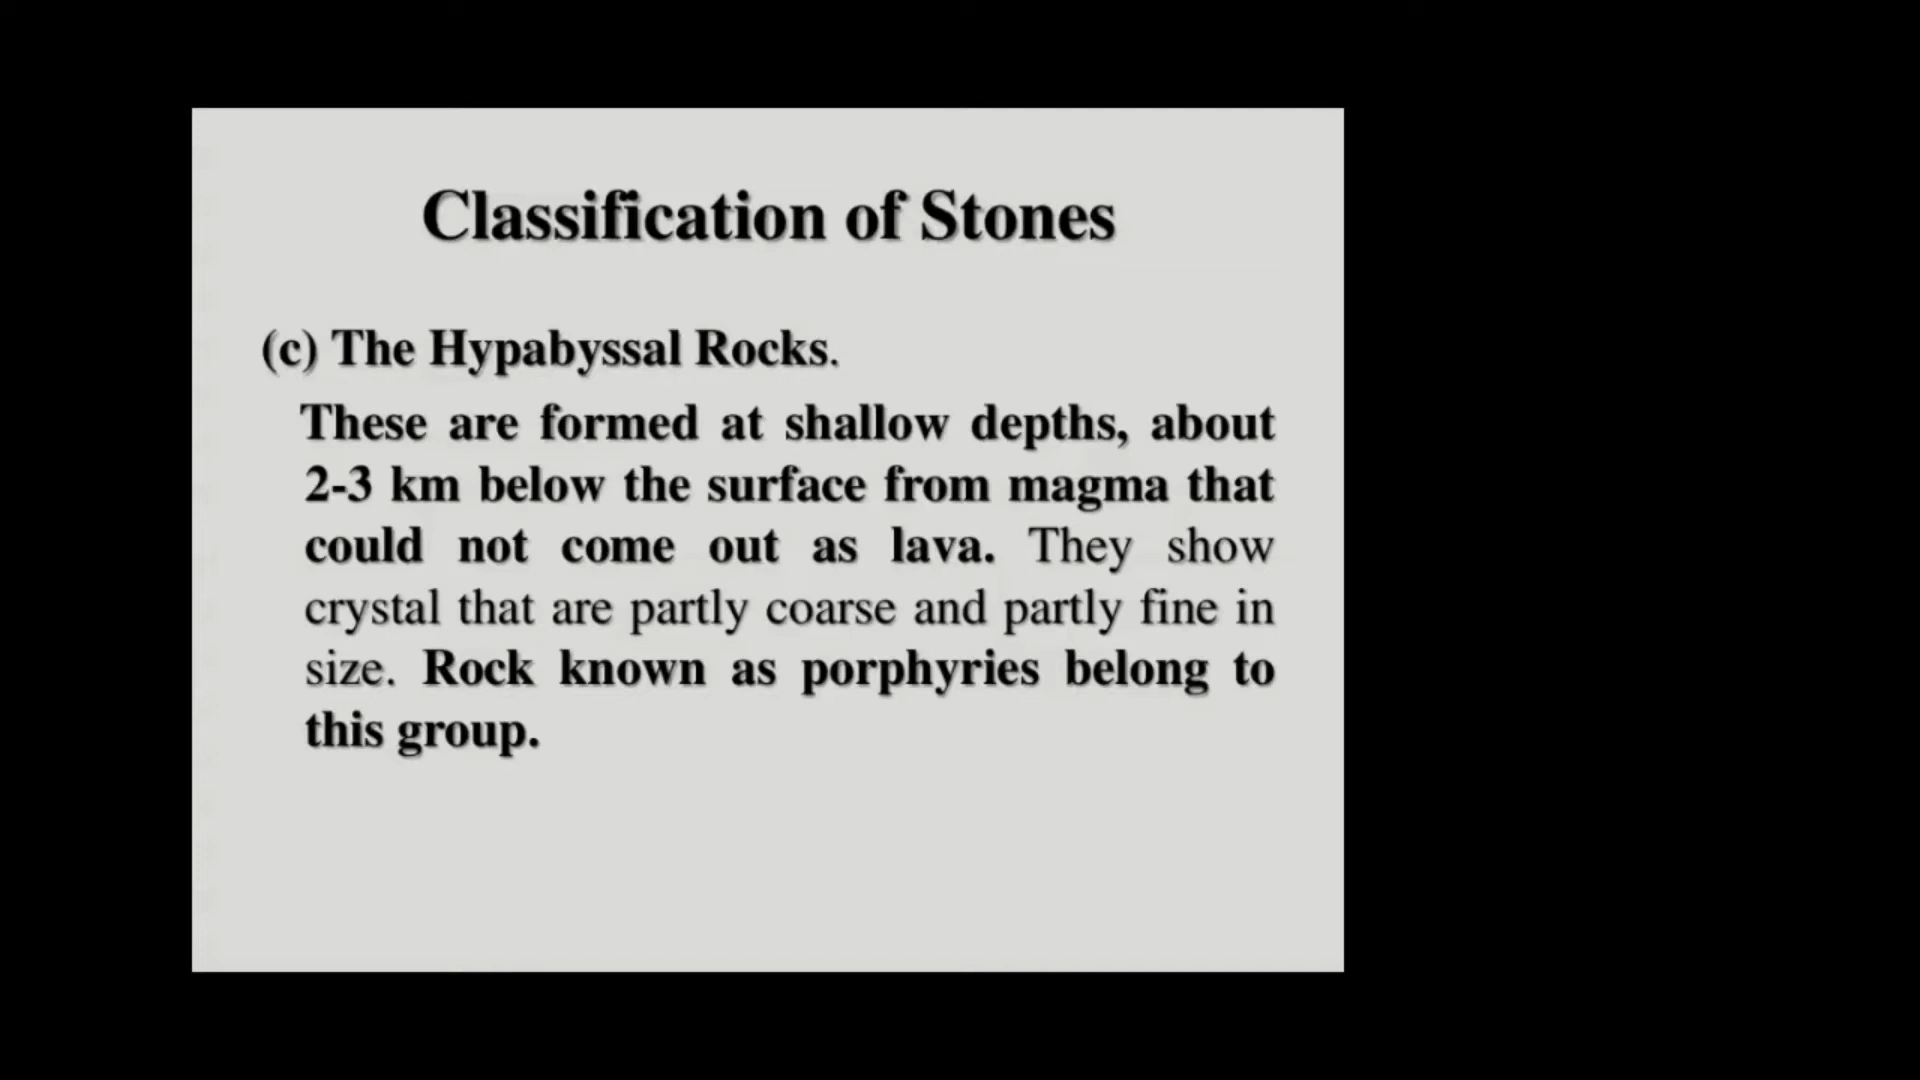 Classification of Stones
(c) The Hypabyssal Rocks.
These are formed at shallow depths, about
2-3 km below the surface from magma that
could not come out as lava. They show
crystal that are partly coarse and partly fine in
size. Rock known as porphyries belong to
this group.